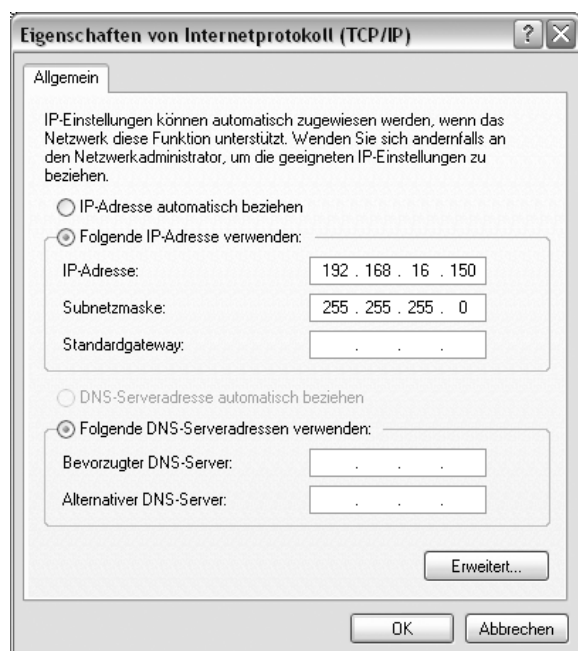 Eigenschaften von Internetprotokoll (TCP/IP)
Allgemein
IP-Einstellungen können automatisch zugewiesen werden, wenn das
Netzwerk diese Funktion unterstützt. Wenden Sie sich andernfalls an
den Netzwerkadministrator, um die geeigneten IP-Einstellungen zu
beziehen.
IP-Adresse automatisch beziehen
Folgende IP-Adresse verwenden:
IP-Adresse: 192 . 168 . 16 . 150
Subnetzmaske: 255 . 255 . 255 . 0
Standardgateway: . . .
DNS-Serveradresse automatisch beziehen
Folgende DNS-Serveradressen verwenden:
Bevorzugter DNS-Server: . . .
Alternativer DNS-Server: . . .
Erweitert...
OK Abbrechen